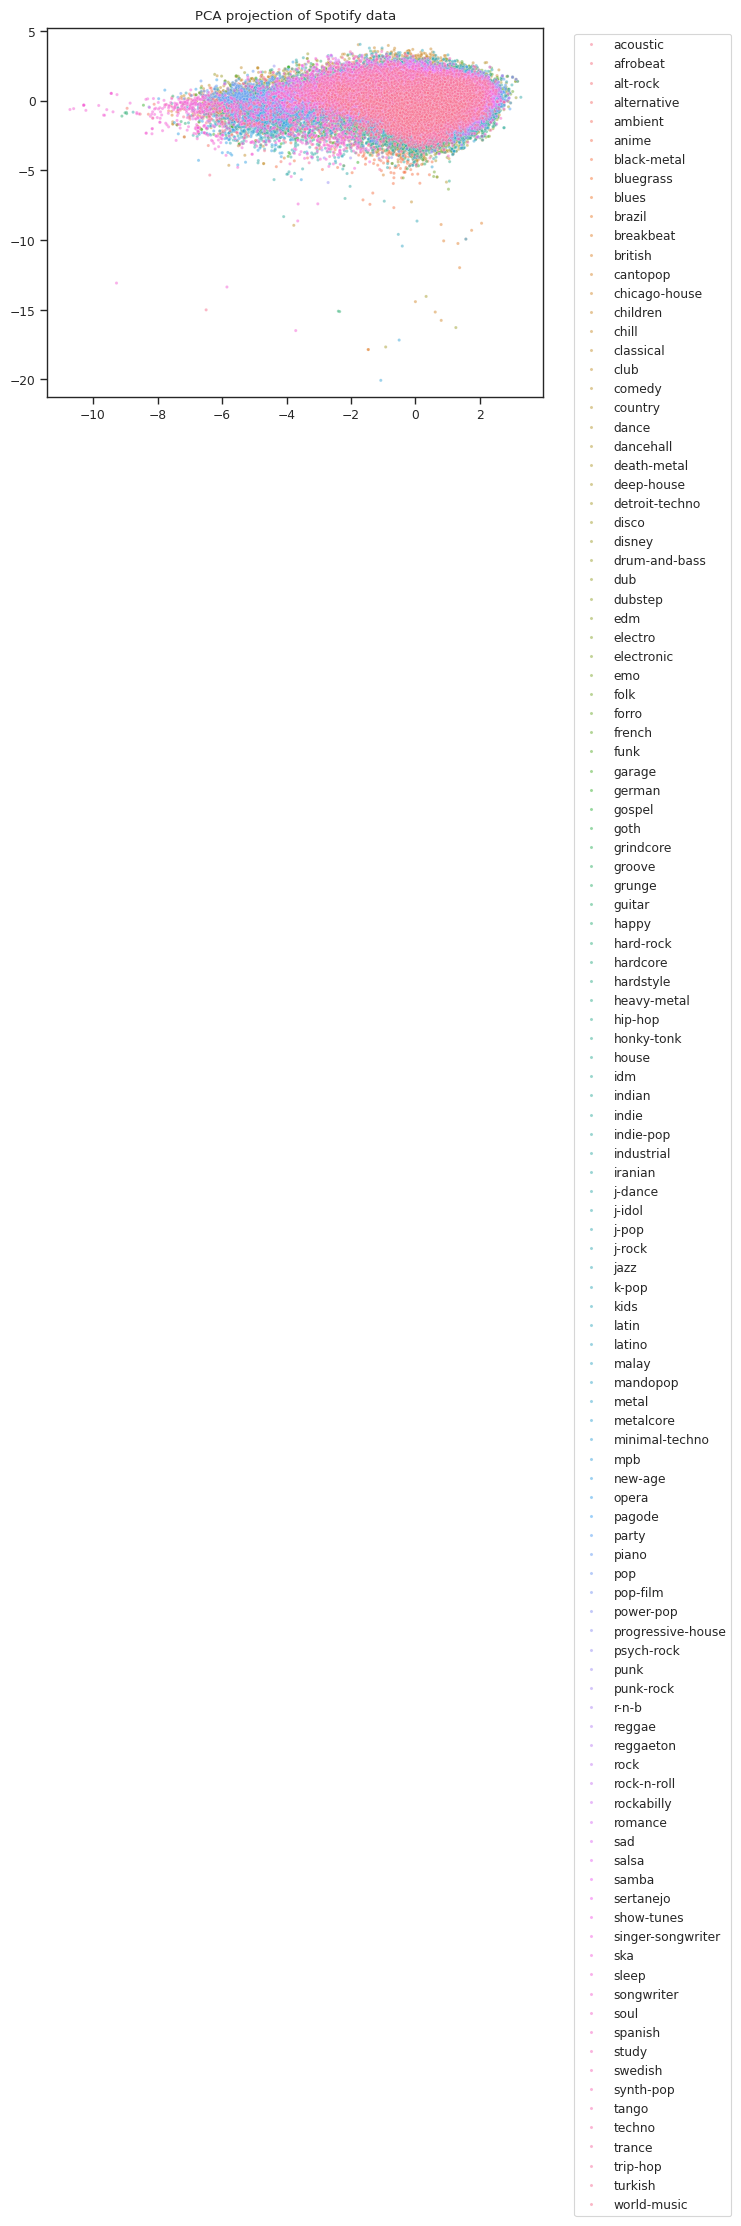 PCA projection of Spotify data
5
0
−5
−10
−15
−20
−10 −8 −6 −4 −2 0 2
acoustic
afrobeat
alt-rock
alternative
ambient
anime
black-metal
bluegrass
blues
brazil
breakbeat
british
cantopop
chicago-house
children
chill
classical
club
comedy
country
dance
dancehall
death-metal
deep-house
detroit-techno
disco
disney
drum-and-bass
dub
dubstep
edm
electro
electronic
emo
folk
forro
french
funk
garage
german
gospel
goth
grindcore
groove
grunge
guitar
happy
hard-rock
hardcore
hardstyle
heavy-metal
hip-hop
honky-tonk
house
idm
indian
indie
indie-pop
industrial
iranian
j-dance
j-idol
j-pop
j-rock
jazz
k-pop
kids
latin
latino
malay
mandopop
metal
metalcore
minimal-techno
mpb
new-age
opera
pagode
party
piano
pop
pop-film
power-pop
progressive-house
psych-rock
punk
punk-rock
r-n-b
reggae
reggaeton
rock
rock-n-roll
rockabilly
romance
sad
salsa
samba
sertanejo
show-tunes
singer-songwriter
ska
sleep
songwriter
soul
spanish
study
swedish
synth-pop
tango
techno
trance
trip-hop
turkish
world-music